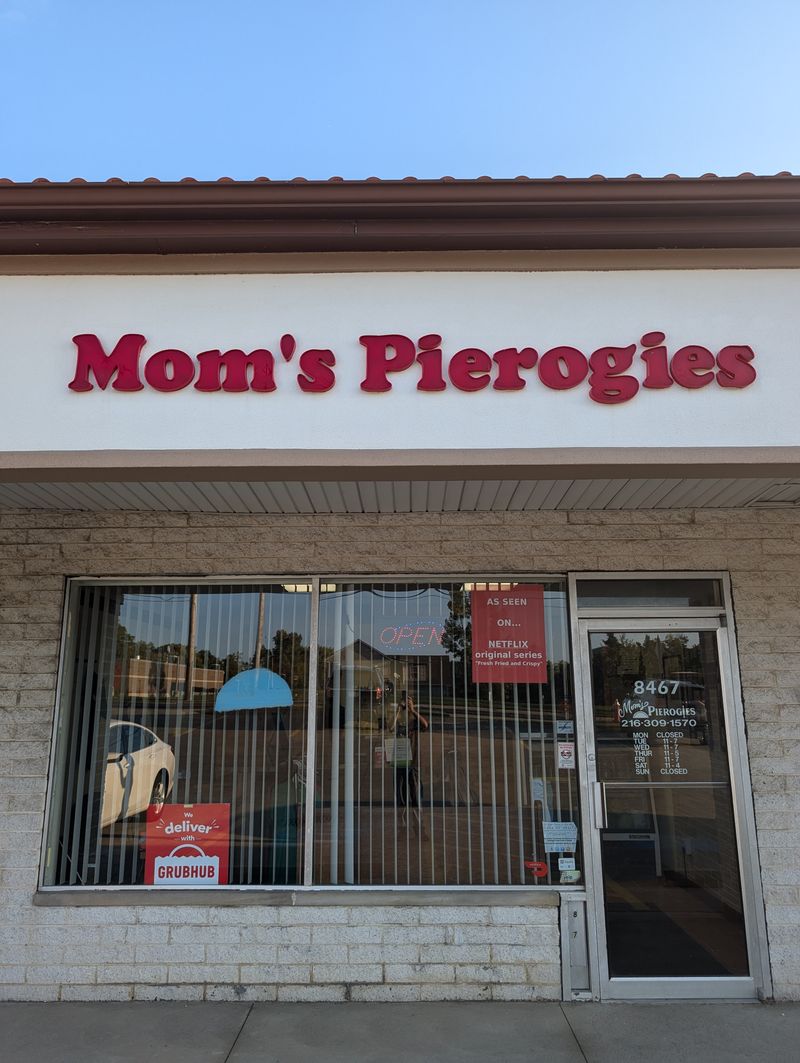 Mom's Pierogies
AS SEEN
ON...
NETFLIX
original series
"Fresh Fried and Crispy"
OPEN
8467
Mom's PIEROGIES
216-309-1570
MON CLOSED
TUE 11-7
WED 11-7
THUR 11-5
FRI 11-7
SAT 11-4
SUN CLOSED
We
deliver
with
GRUBHUB
8
7